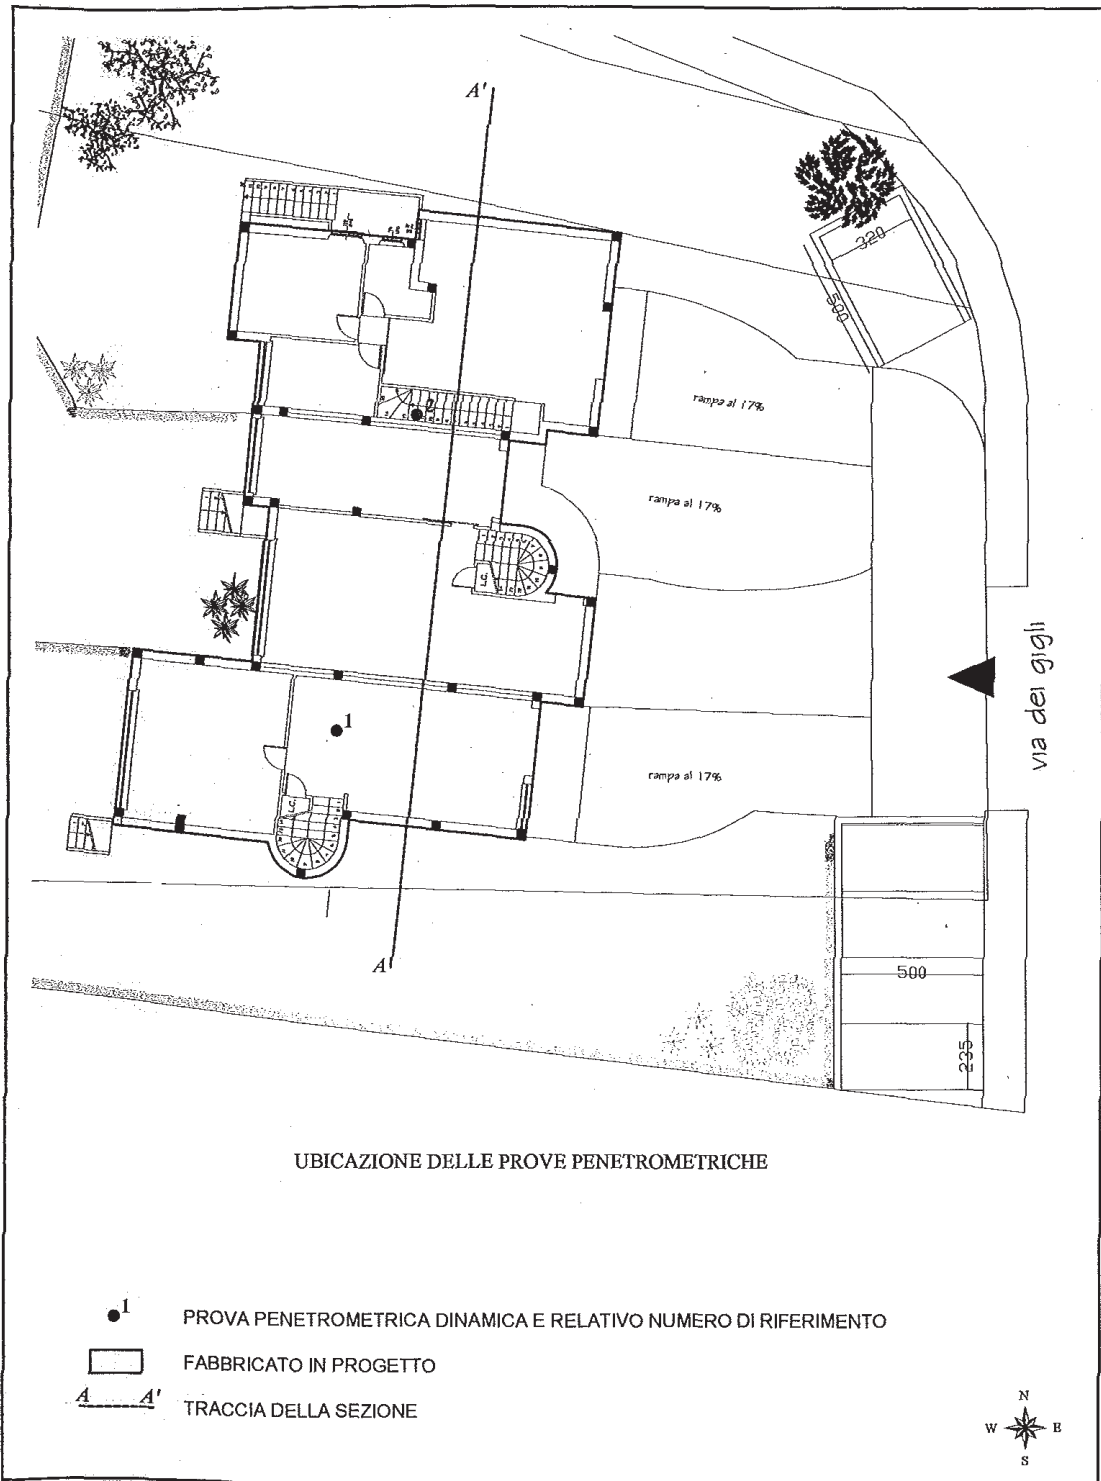 A'
320
500
rampa al 17%
rampa al 17%
L.C.
via dei gigli
1
rampa al 17%
L.C.
A
500
235
UBICAZIONE DELLE PROVE PENETROMETRICHE
1
PROVA PENETROMETRICA DINAMICA E RELATIVO NUMERO DI RIFERIMENTO
FABBRICATO IN PROGETTO
A A'
TRACCIA DELLA SEZIONE
N
W E
S